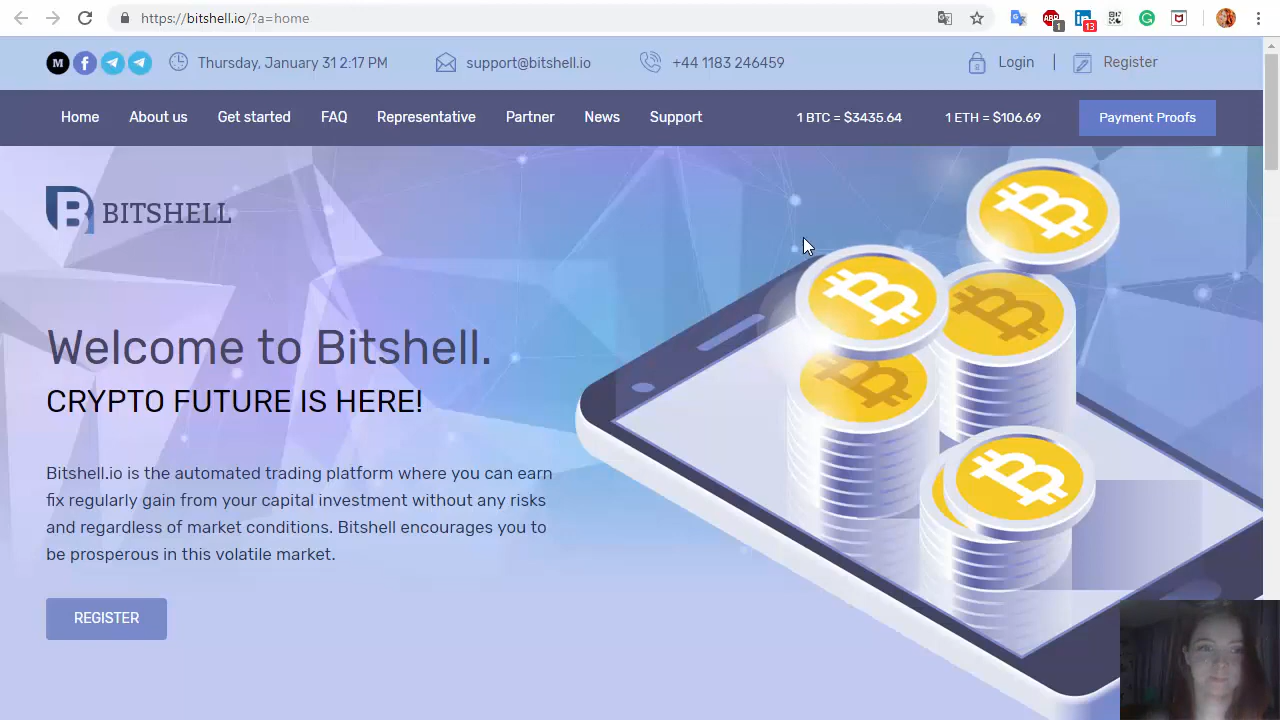 https://bitshell.io/?a=home
1
13
M
Thursday, January 31 2:17 PM
support@bitshell.io
+44 1183 246459
Login
|
Register
Home
About us
Get started
FAQ
Representative
Partner
News
Support
1 BTC = $3435.64
1 ETH = $106.69
Payment Proofs
BITSHELL
Welcome to Bitshell.
CRYPTO FUTURE IS HERE!
Bitshell.io is the automated trading platform where you can earn
fix regularly gain from your capital investment without any risks
and regardless of market conditions. Bitshell encourages you to
be prosperous in this volatile market.
REGISTER